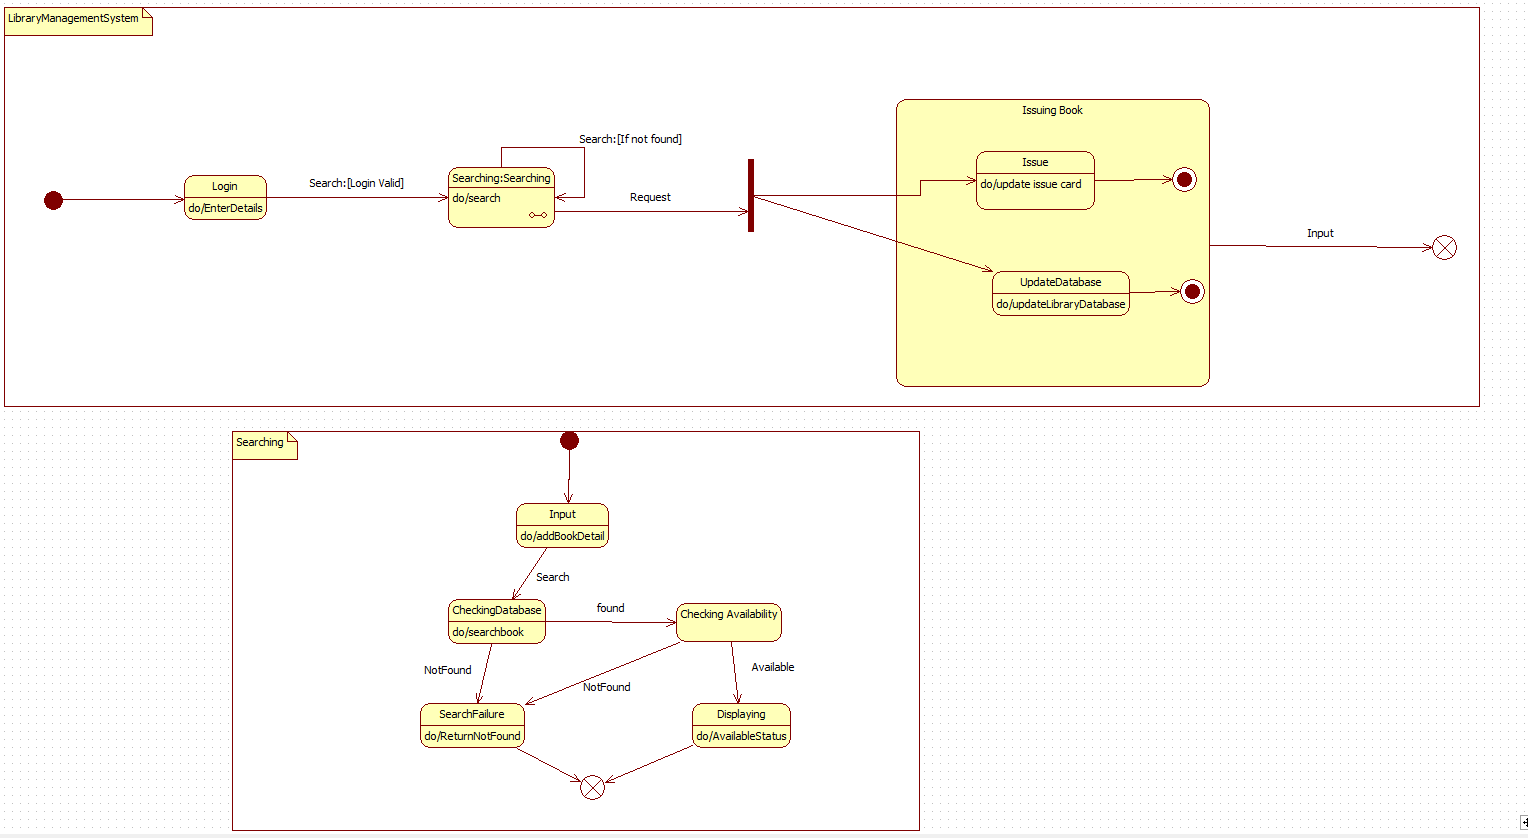 LibraryManagementSystem
Issuing Book
Search:[If not found]
Login
do/EnterDetails
Search:[Login Valid]
Searching:Searching
do/search
Request
Issue
do/update issue card
Input
UpdateDatabase
do/updateLibraryDatabase
Searching
Input
do/addBookDetail
Search
CheckingDatabase
do/searchbook
found
Checking Availability
NotFound
NotFound
Available
SearchFailure
do/ReturnNotFound
Displaying
do/AvailableStatus